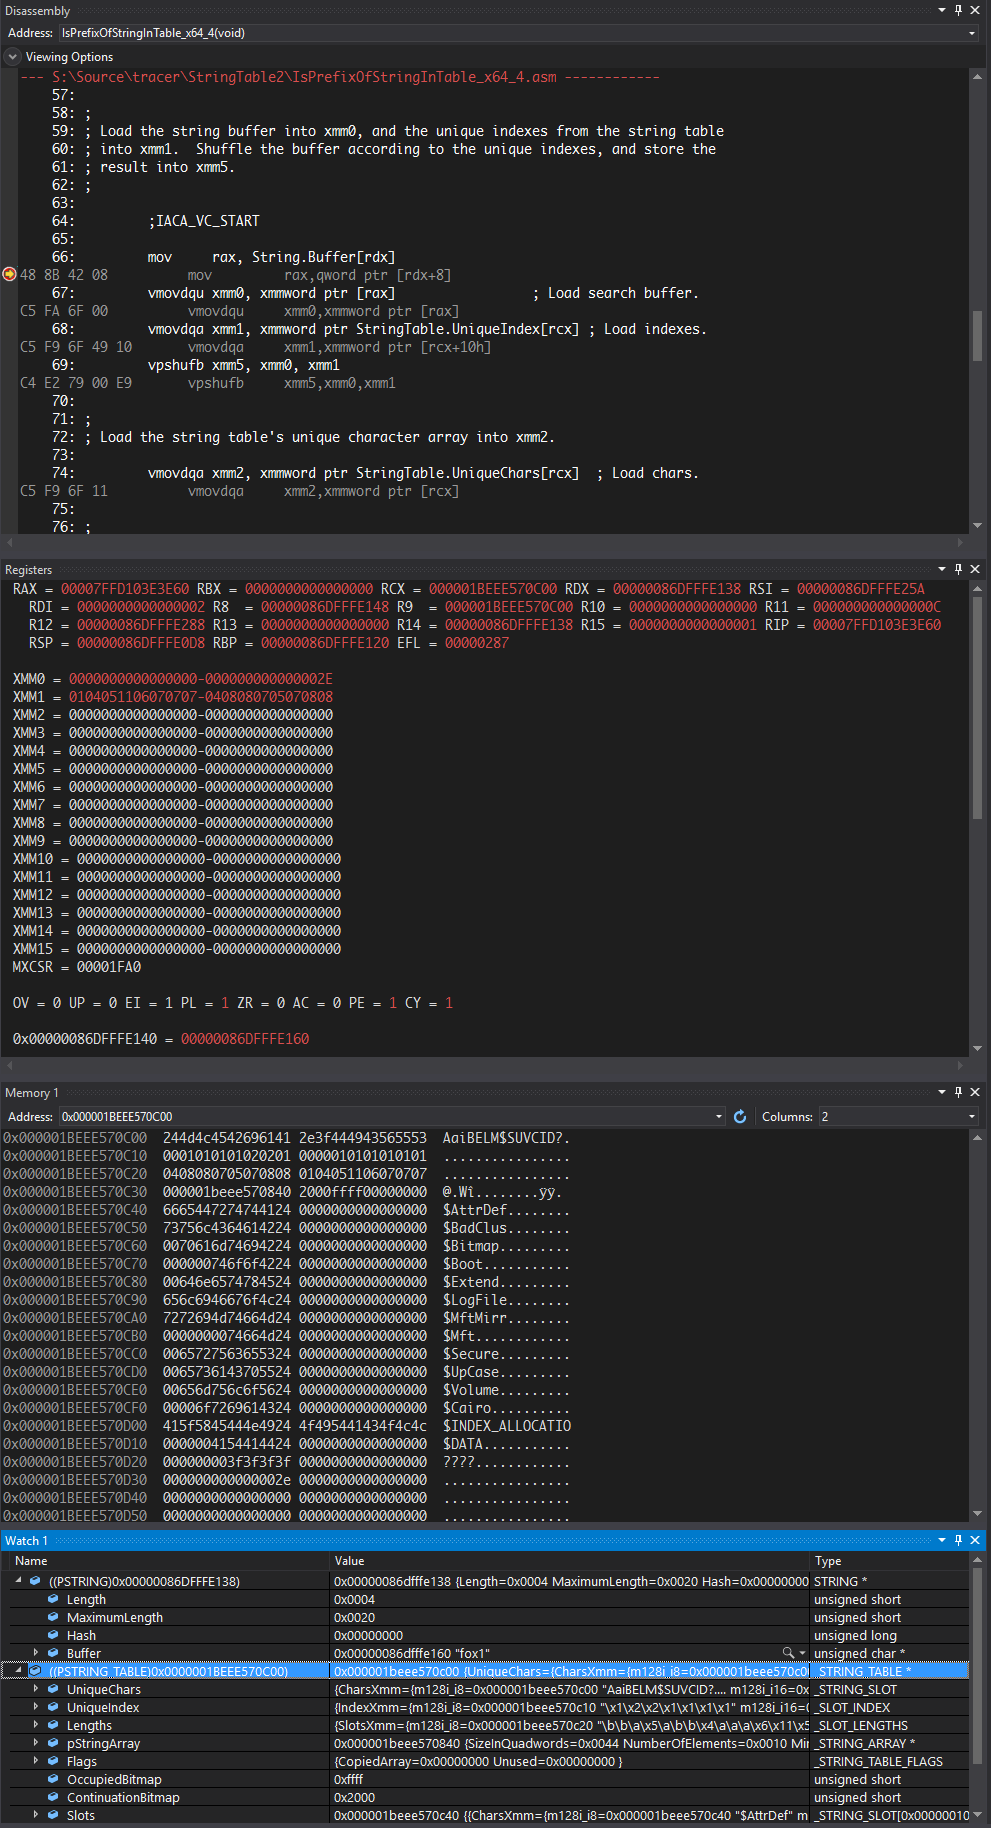 Disassembly
Address: IsPrefixOfStringInTable_x64_4(void)
Viewing Options
--- S:\Source\tracer\StringTable2\IsPrefixOfStringInTable_x64_4.asm ------------
57:
58: ;
59: ; Load the string buffer into xmm0, and the unique indexes from the string table
60: ; into xmm1.  Shuffle the buffer according to the unique indexes, and store the
61: ; result into xmm5.
62: ;
63:
64:        ;IACA_VC_START
65:
66:        mov     rax, String.Buffer[rdx]
48 8B 42 08          mov         rax,qword ptr [rdx+8]
67:        vmovdqu xmm0, xmmword ptr [rax]                 ; Load search buffer.
C5 FA 6F 00          vmovdqu     xmm0,xmmword ptr [rax]
68:        vmovdqa xmm1, xmmword ptr StringTable.UniqueIndex[rcx] ; Load indexes.
C5 F9 6F 49 10       vmovdqa     xmm1,xmmword ptr [rcx+10h]
69:        vpshufb xmm5, xmm0, xmm1
C4 E2 79 00 E9       vpshufb     xmm5,xmm0,xmm1
70:
71: ;
72: ; Load the string table's unique character array into xmm2.
73:
74:        vmovdqa xmm2, xmmword ptr StringTable.UniqueChars[rcx]  ; Load chars.
C5 F9 6F 11          vmovdqa     xmm2,xmmword ptr [rcx]
75:
76: ;
Registers
RAX = 00007FFD103E3E60 RBX = 0000000000000000 RCX = 000001BEEE570C00 RDX = 00000086DFFFE138 RSI = 00000086DFFFE25A
RDI = 0000000000000002 R8  = 00000086DFFFE148 R9  = 000001BEEE570C00 R10 = 0000000000000000 R11 = 000000000000000C
R12 = 00000086DFFFE288 R13 = 0000000000000000 R14 = 00000086DFFFE138 R15 = 0000000000000001 RIP = 00007FFD103E3E60
RSP = 00000086DFFFE0D8 RBP = 00000086DFFFE120 EFL = 00000287
XMM0 = 0000000000000000-000000000000002E
XMM1 = 0104051106070707-0408080705070808
XMM2 = 0000000000000000-0000000000000000
XMM3 = 0000000000000000-0000000000000000
XMM4 = 0000000000000000-0000000000000000
XMM5 = 0000000000000000-0000000000000000
XMM6 = 0000000000000000-0000000000000000
XMM7 = 0000000000000000-0000000000000000
XMM8 = 0000000000000000-0000000000000000
XMM9 = 0000000000000000-0000000000000000
XMM10 = 0000000000000000-0000000000000000
XMM11 = 0000000000000000-0000000000000000
XMM12 = 0000000000000000-0000000000000000
XMM13 = 0000000000000000-0000000000000000
XMM14 = 0000000000000000-0000000000000000
XMM15 = 0000000000000000-0000000000000000
MXCSR = 00001FA0
OV = 0 UP = 0 EI = 1 PL = 1 ZR = 0 AC = 0 PE = 1 CY = 1
0x00000086DFFFE140 = 00000086DFFFE160
Memory 1
Address: 0x000001BEEE570C00 Columns: 2
0x000001BEEE570C00  244d4c4542696141 2e3f444943565553  AaiBELM$SUVCID?.
0x000001BEEE570C10  0001010101020201 0000010101010101  ................
0x000001BEEE570C20  0408080705070808 0104051106070707  ................
0x000001BEEE570C30  000001beee570840 2000ffff00000000  @.Wî........ÿÿ.
0x000001BEEE570C40  6665447274744124 0000000000000000  $AttrDef........
0x000001BEEE570C50  73756c4364614224 0000000000000000  $BadClus........
0x000001BEEE570C60  0070616d74694224 0000000000000000  $Bitmap.........
0x000001BEEE570C70  000000746f6f4224 0000000000000000  $Boot...........
0x000001BEEE570C80  00646e6574784524 0000000000000000  $Extend.........
0x000001BEEE570C90  656c6946676f4c24 0000000000000000  $LogFile........
0x000001BEEE570CA0  7272694d74664d24 0000000000000000  $MftMirr........
0x000001BEEE570CB0  0000000074664d24 0000000000000000  $Mft............
0x000001BEEE570CC0  0065727563655324 0000000000000000  $Secure.........
0x000001BEEE570CD0  0065736143705524 0000000000000000  $UpCase.........
0x000001BEEE570CE0  00656d756c6f5624 0000000000000000  $Volume.........
0x000001BEEE570CF0  00006f7269614324 0000000000000000  $Cairo..........
0x000001BEEE570D00  415f5845444e4924 4f495441434f4c4c  $INDEX_ALLOCATIO
0x000001BEEE570D10  0000004154414424 0000000000000000  $DATA...........
0x000001BEEE570D20  000000003f3f3f3f 0000000000000000  ????............
0x000001BEEE570D30  000000000000002e 0000000000000000  ................
0x000001BEEE570D40  0000000000000000 0000000000000000  ................
0x000001BEEE570D50  0000000000000000 0000000000000000  ................
Watch 1
Name Value Type
((PSTRING)0x00000086DFFFE138) 0x00000086dfffe138 {Length=0x0004 MaximumLength=0x0020 Hash=0x00000000 STRING *
Length 0x0004 unsigned short
MaximumLength 0x0020 unsigned short
Hash 0x00000000 unsigned long
Buffer 0x00000086dfffe160 "fox1" unsigned char *
((PSTRING_TABLE)0x0000001BEEE570C00) 0x000001beee570c00 {UniqueChars={CharsXmm={m128i_i8=0x000001beee570c0 _STRING_TABLE *
UniqueChars {CharsXmm={m128i_i8=0x000001beee570c00 "AaiBELM$SUVCID?.... m128i_i16=0 _STRING_SLOT
UniqueIndex {IndexXmm={m128i_i8=0x000001beee570c10 "\x1\x2\x2\x1\x1\x1\x1" m128i_i16= _SLOT_INDEX
Lengths {SlotsXmm={m128i_i8=0x000001beee570c20 "\b\b\a\x5\a\b\b\x4\a\a\a\x6\x11\x5 _SLOT_LENGTHS
pStringArray 0x000001beee570840 {SizeInQuadwords=0x0044 NumberOfElements=0x0010 Mi _STRING_ARRAY *
Flags {CopiedArray=0x00000000 Unused=0x00000000 } _STRING_TABLE_FLAGS
OccupiedBitmap 0xffff unsigned short
ContinuationBitmap 0x2000 unsigned short
Slots 0x000001beee570c40 {{CharsXmm={m128i_i8=0x000001beee570c40 "$AttrDef" m _STRING_SLOT[0x00000010